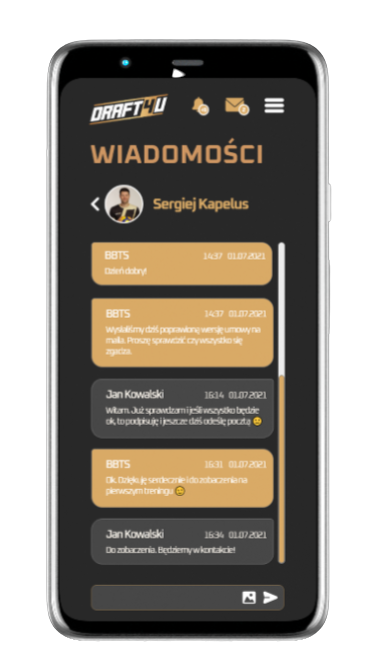 DRAFT4U
WIADOMOŚCI
Sergiej Kapelus
BBTS 14:37 01.07.2021
Dzień dobry!
BBTS 14:37 01.07.2021
Wysłaliśmy dziś poprawioną wersję umowy na
maila. Proszę sprawdzić czy wszystko się
zgadza.
Jan Kowalski 16:14 01.07.2021
Witam. Już sprawdzam i jeśli wszystko będzie
ok, to podpisuję i jeszcze dziś odeślę pocztą 😊
BBTS 16:31 01.07.2021
Ok. Dziękuję serdecznie i do zobaczenia na
pierwszym treningu 😊
Jan Kowalski 16:34 01.07.2021
Do zobaczenia. Będziemy w kontakcie!